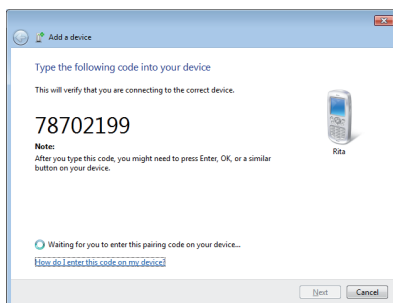 Add a device
Type the following code into your device
This will verify that you are connecting to the correct device.
78702199
Note:
After you type this code, you might need to press Enter, OK, or a similar
button on your device.
Rita
Waiting for you to enter this pairing code on your device...
How do I enter this code on my device?
Next Cancel